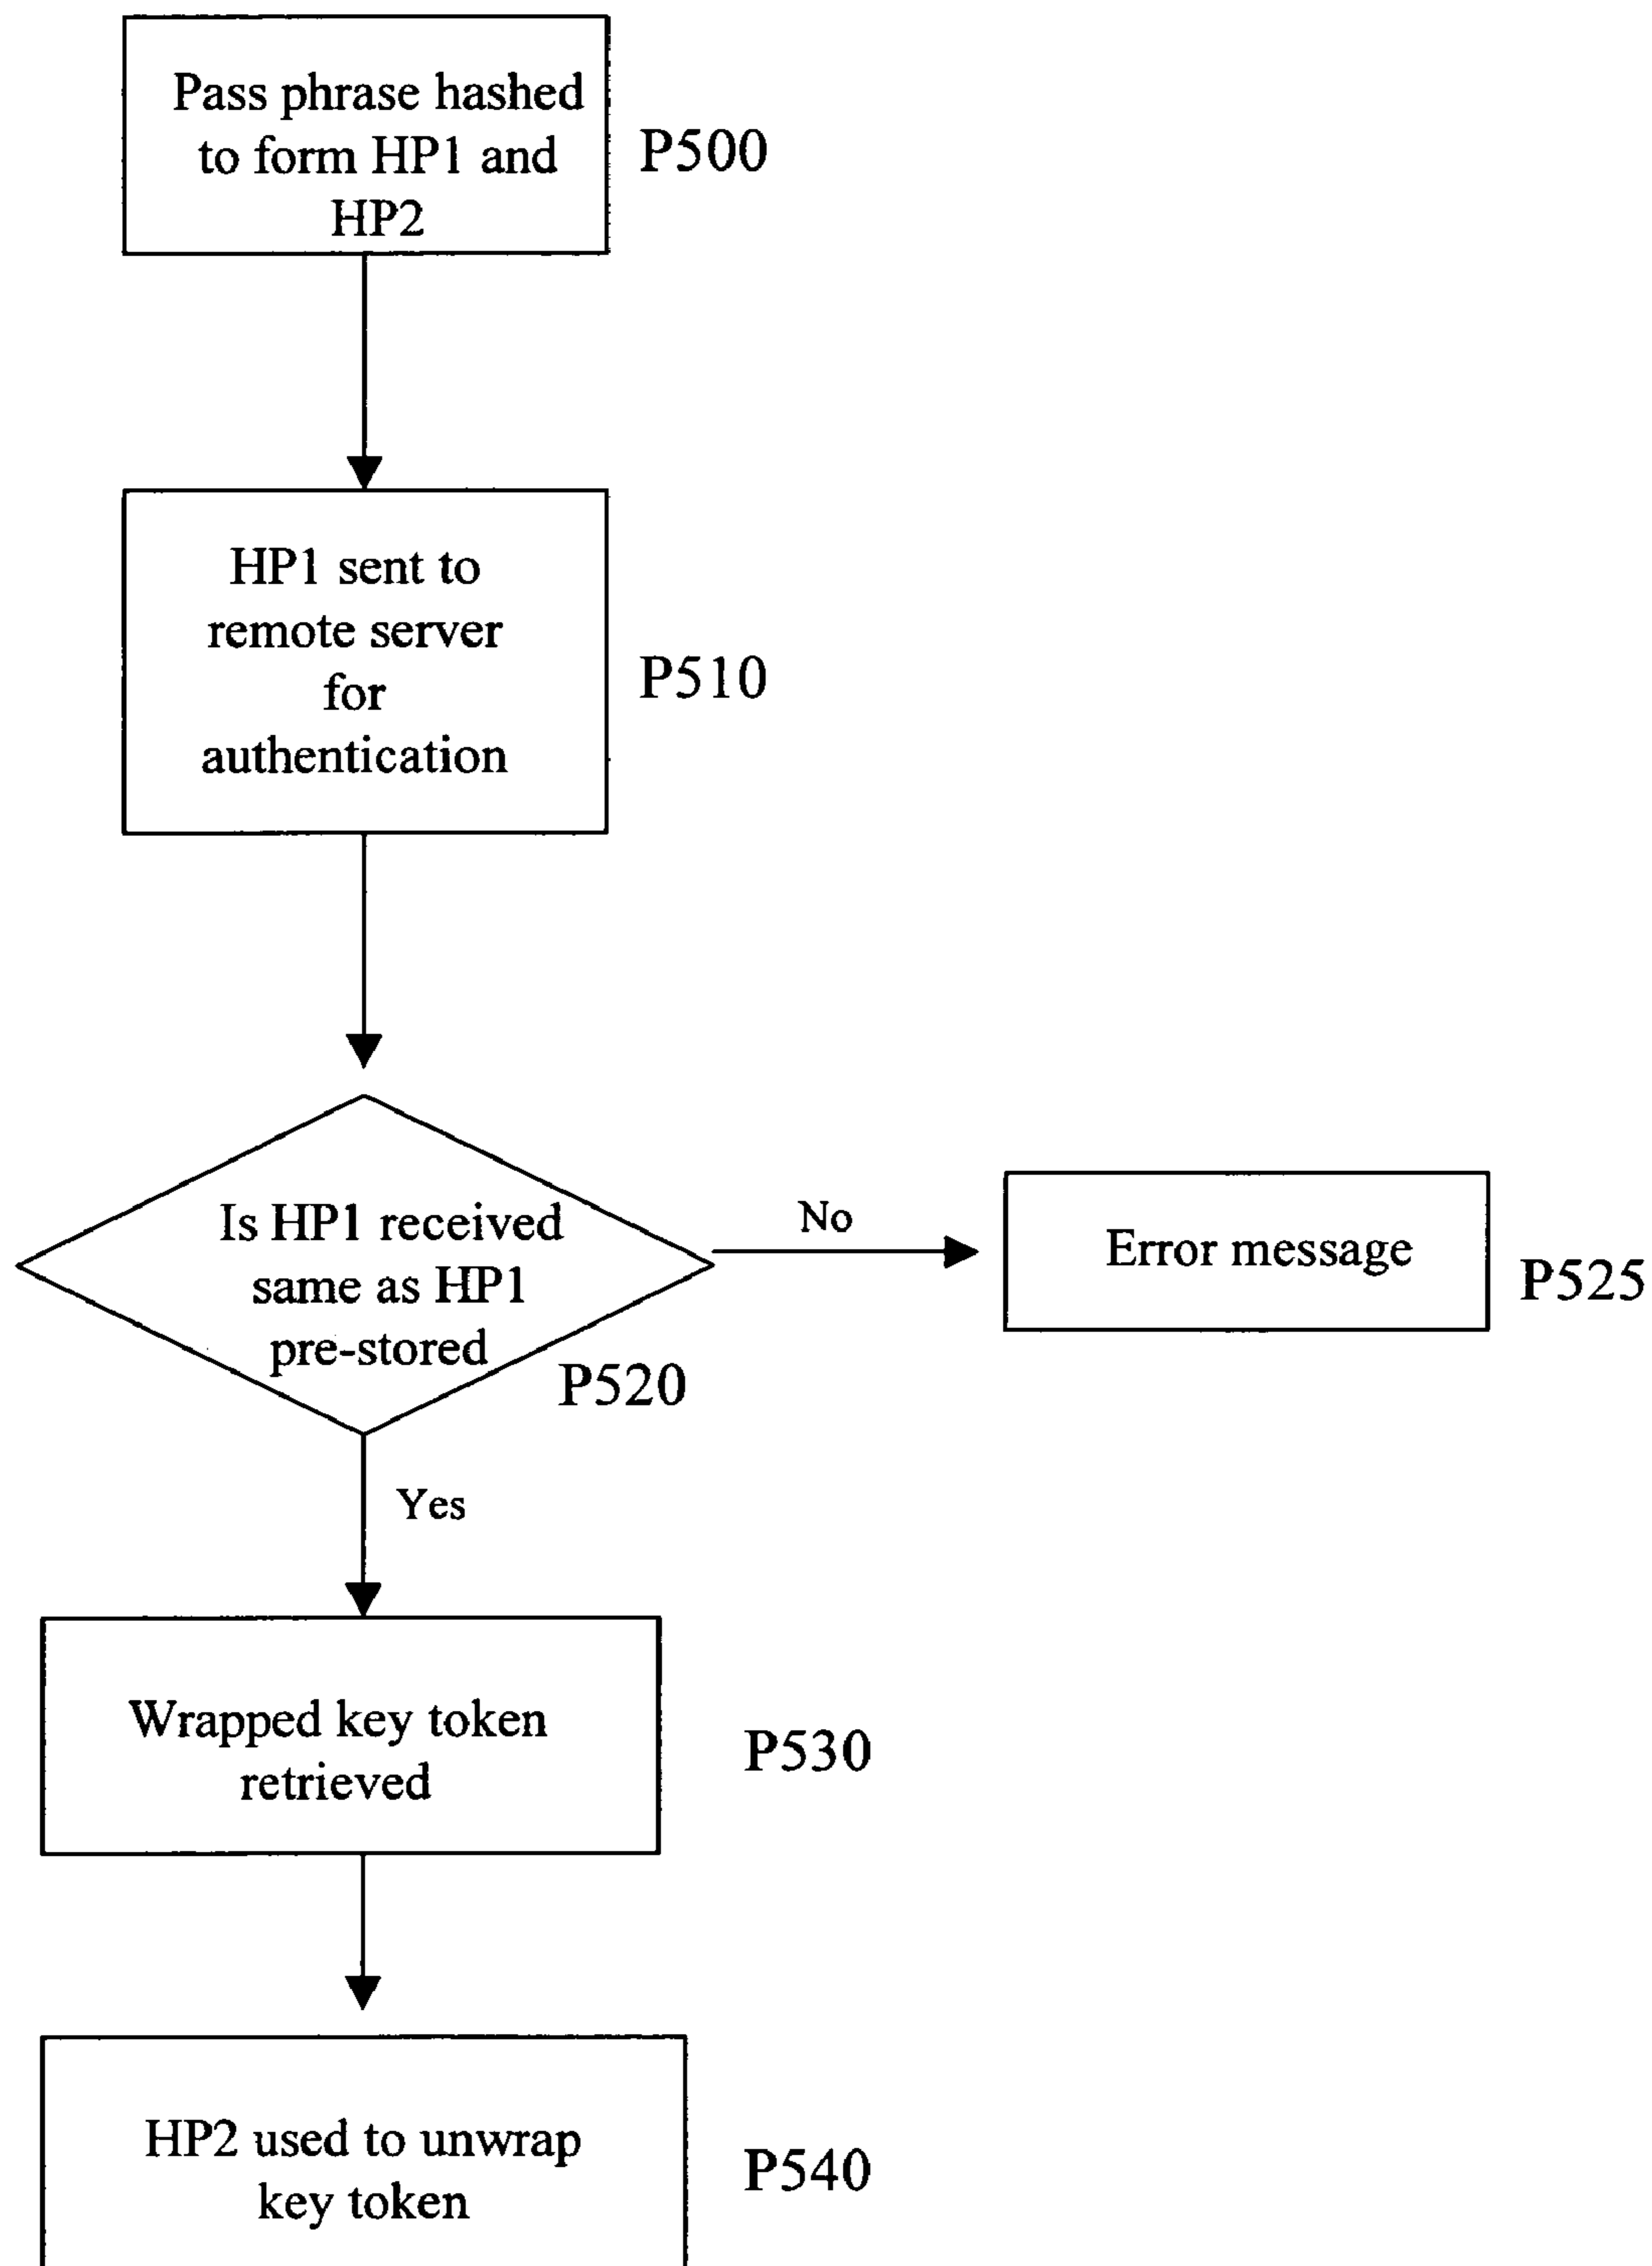 Pass phrase hashed
to form HP1 and
HP2
P500
HP1 sent to
remote server
for
authentication
P510
Is HP1 received
same as HP1
pre-stored
P520
No
Error message
P525
Yes
Wrapped key token
retrieved
P530
HP2 used to unwrap
key token
P540